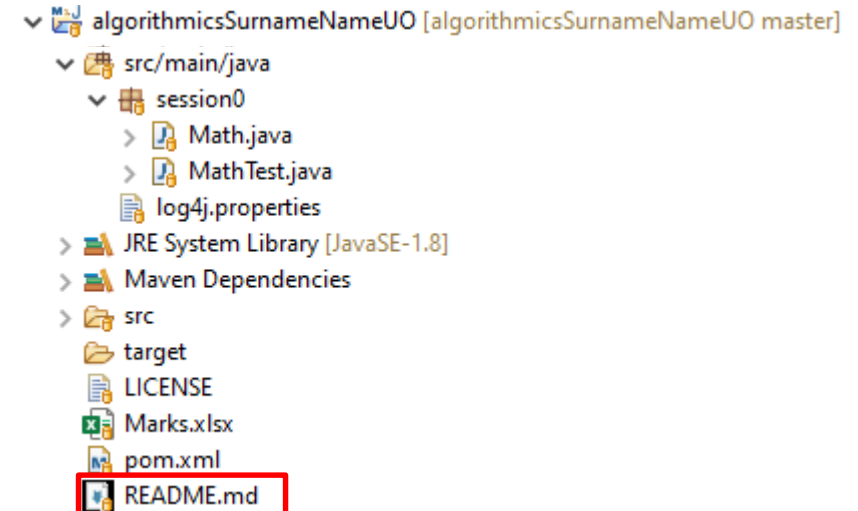 algorithmicsSurnameNameUO [algorithmicsSurnameNameUO master]
src/main/java
session0
Math.java
MathTest.java
log4j.properties
JRE System Library [JavaSE-1.8]
Maven Dependencies
src
target
LICENSE
Marks.xlsx
pom.xml
README.md